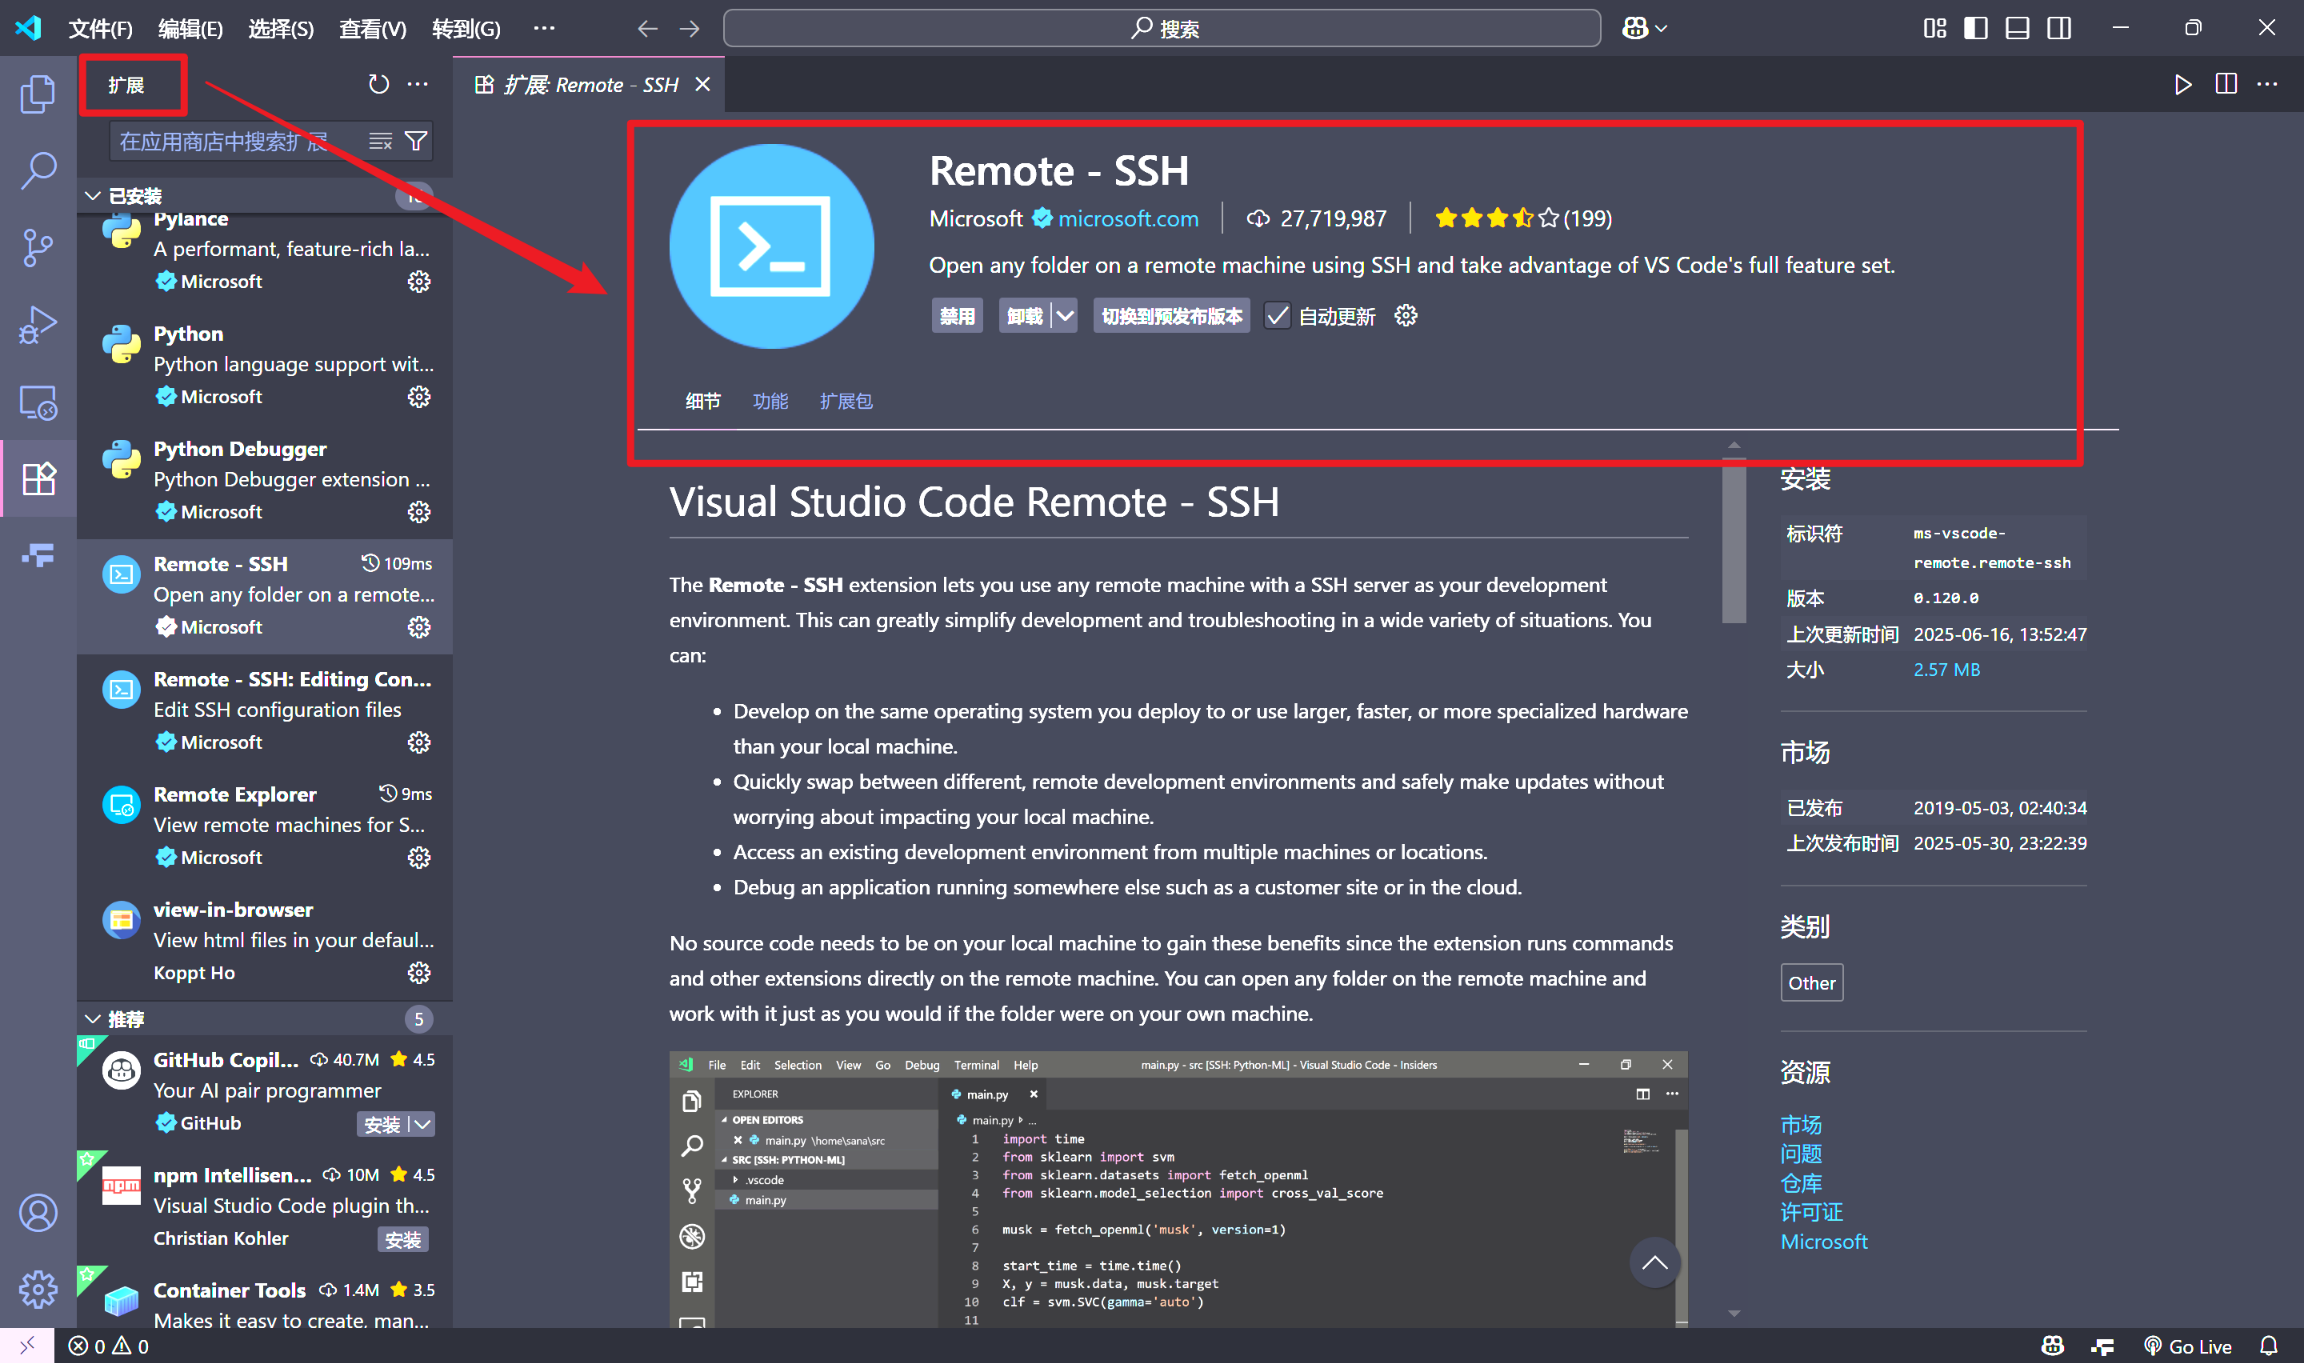 文件(F) 编辑(E) 选择(S) 查看(V) 转到(G) ···
搜索
扩展
扩展: Remote - SSH
在应用商店中搜索扩展
已安装
Pylance
A performant, feature-rich la...
Microsoft
Python
Python language support wit...
Microsoft
Python Debugger
Python Debugger extension ...
Microsoft
Remote - SSH 109ms
Open any folder on a remote...
Microsoft
Remote - SSH: Editing Con...
Edit SSH configuration files
Microsoft
Remote Explorer 9ms
View remote machines for S...
Microsoft
view-in-browser
View html files in your defaul...
Koppt Ho
推荐 5
GitHub Copil... 40.7M 4.5
Your AI pair programmer
GitHub 安装
npm Intellisen... 10M 4.5
Visual Studio Code plugin th...
Christian Kohler 安装
Container Tools 1.4M 3.5
Makes it easy to create, man...
Remote - SSH
Microsoft microsoft.com 27,719,987 (199)
Open any folder on a remote machine using SSH and take advantage of VS Code's full feature set.
禁用 卸载 切换到预发布版本 自动更新
细节 功能 扩展包
Visual Studio Code Remote - SSH
The Remote - SSH extension lets you use any remote machine with a SSH server as your development
environment. This can greatly simplify development and troubleshooting in a wide variety of situations. You
can:
• Develop on the same operating system you deploy to or use larger, faster, or more specialized hardware
than your local machine.
• Quickly swap between different, remote development environments and safely make updates without
worrying about impacting your local machine.
• Access an existing development environment from multiple machines or locations.
• Debug an application running somewhere else such as a customer site or in the cloud.
No source code needs to be on your local machine to gain these benefits since the extension runs commands
and other extensions directly on the remote machine. You can open any folder on the remote machine and
work with it just as you would if the folder were on your own machine.
File Edit Selection View Go Debug Terminal Help main.py - src [SSH: Python-ML] - Visual Studio Code - Insiders
EXPLORER
OPEN EDITORS
main.py \home\sana\src
SRC [SSH: PYTHON-ML]
.vscode
main.py
main.py
main.py ...
1 import time
2 from sklearn import svm
3 from sklearn.datasets import fetch_openml
4 from sklearn.model_selection import cross_val_score
5
6 musk = fetch_openml('musk', version=1)
7
8 start_time = time.time()
9 X, y = musk.data, musk.target
10 clf = svm.SVC(gamma='auto')
11
安装
标识符 ms-vscode-
remote.remote-ssh
版本 0.120.0
上次更新时间 2025-06-16, 13:52:47
大小 2.57 MB
市场
已发布 2019-05-03, 02:40:34
上次发布时间 2025-05-30, 23:22:39
类别
Other
资源
市场
问题
仓库
许可证
Microsoft
0 0
Go Live